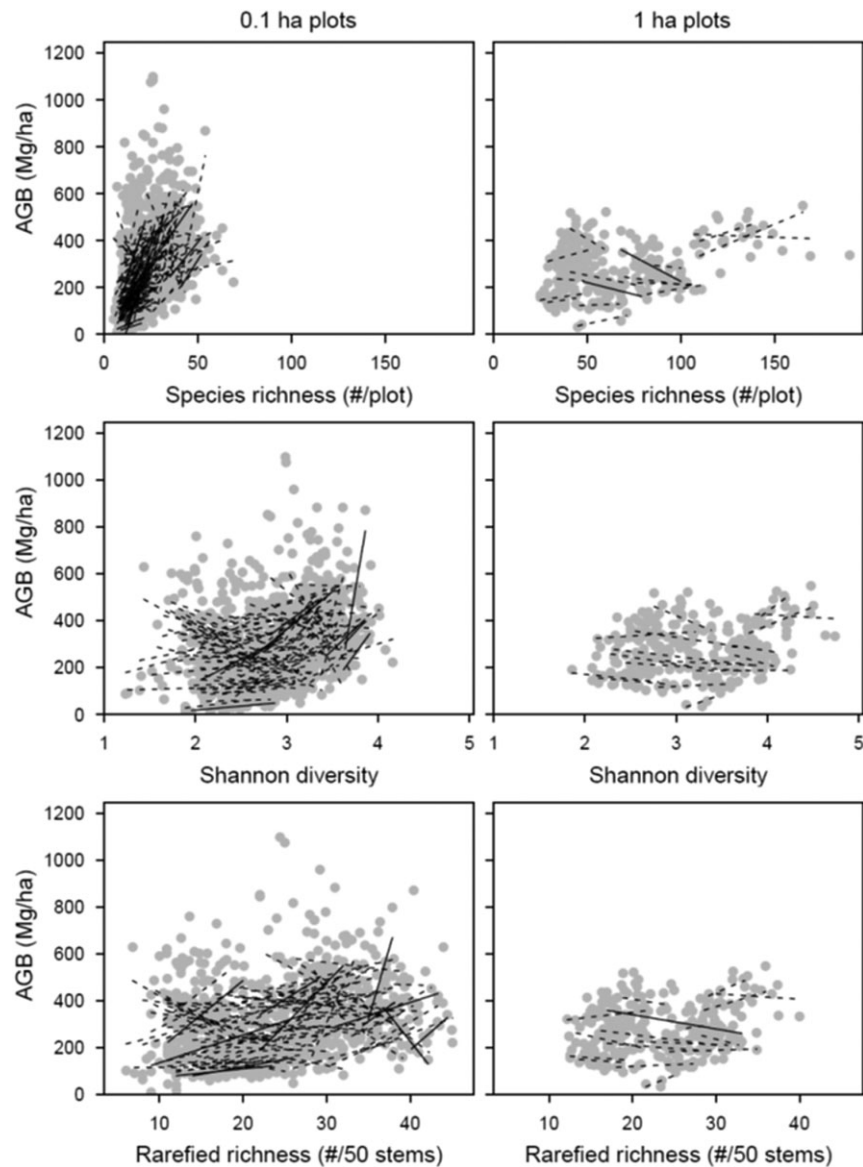 0.1 ha plots 1 ha plots
1200
1000
800
600
400
200
0
AGB (Mg/ha)
0 50 100 150
Species richness (#/plot)
0 50 100 150
Species richness (#/plot)
1200
1000
800
600
400
200
0
AGB (Mg/ha)
1 2 3 4 5
Shannon diversity
1 2 3 4 5
Shannon diversity
1200
1000
800
600
400
200
0
AGB (Mg/ha)
10 20 30 40
Rarefied richness (#/50 stems)
10 20 30 40
Rarefied richness (#/50 stems)